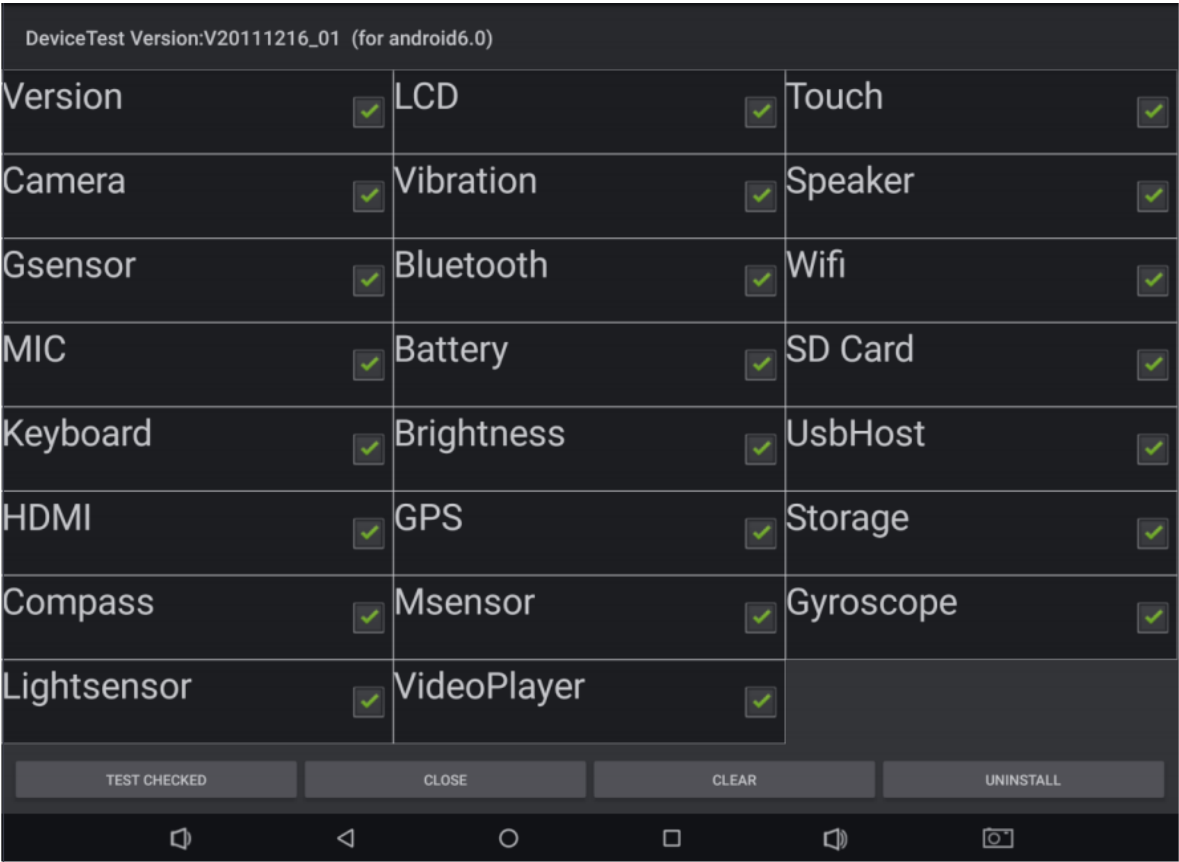 DeviceTest Version:V20111216_01 (for android6.0)
Version LCD Touch
Camera Vibration Speaker
Gsensor Bluetooth Wifi
MIC Battery SD Card
Keyboard Brightness UsbHost
HDMI GPS Storage
Compass Msensor Gyroscope
Lightsensor VideoPlayer
TEST CHECKED CLOSE CLEAR UNINSTALL